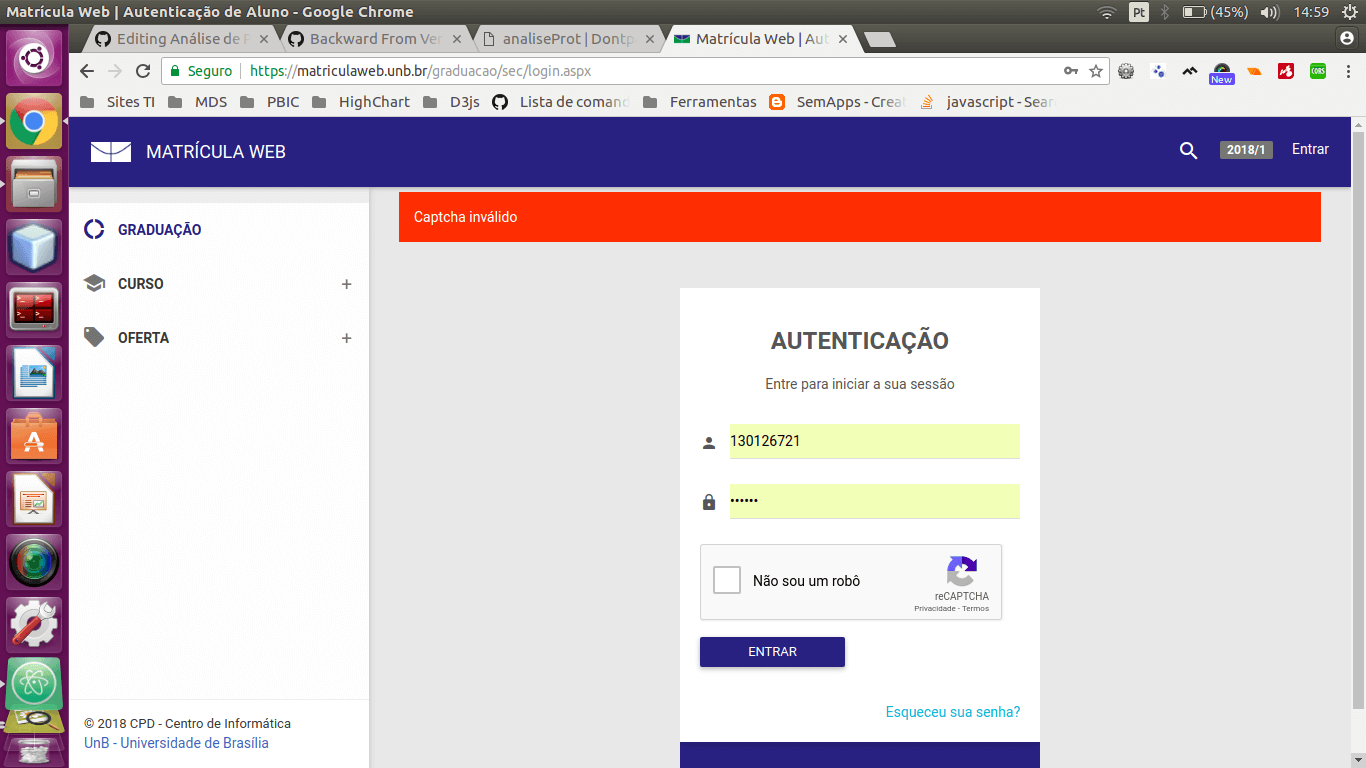 Matrícula Web | Autenticação de Aluno - Google Chrome
Pt
(45%)
14:59
Editing Análise de P
Backward From Ver
analiseProt | Dontp
Matrícula Web | Aut
Seguro
https://matriculaweb.unb.br/graduacao/sec/login.aspx
New
CORS
Sites TI
MDS
PBIC
HighChart
D3js
Lista de comand
Ferramentas
SemApps - Crea
javascript - Sear
MATRÍCULA WEB
2018/1
Entrar
Captcha inválido
GRADUAÇÃO
CURSO +
OFERTA +
AUTENTICAÇÃO
Entre para iniciar a sua sessão
130126721
••••••
Não sou um robô
reCAPTCHA
Privacidade - Termos
ENTRAR
Esqueceu sua senha?
© 2018 CPD - Centro de Informática
UnB - Universidade de Brasília